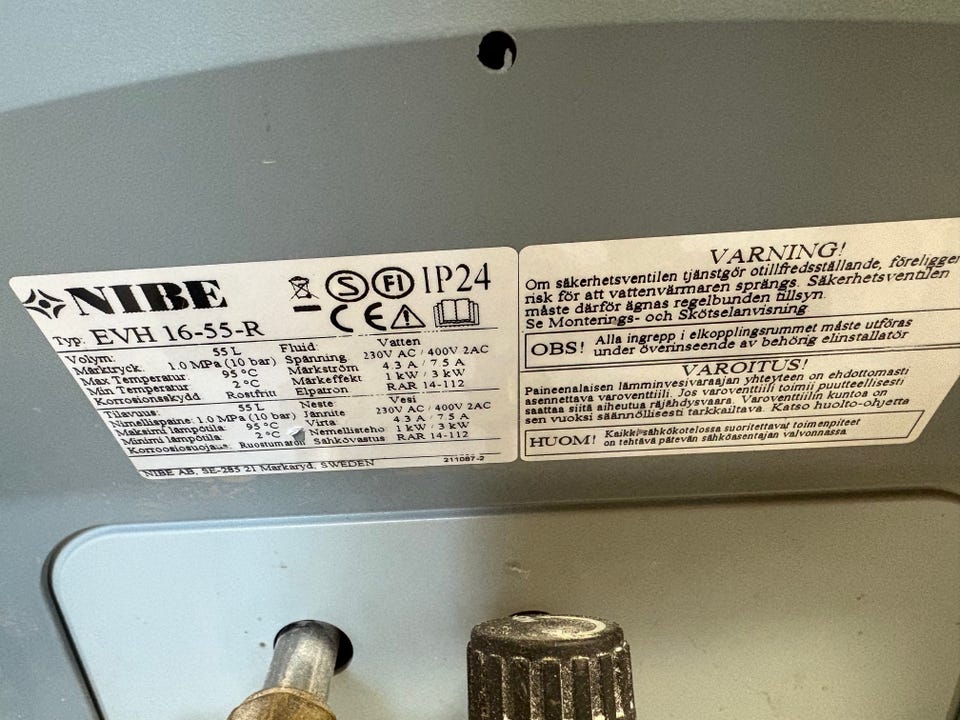 NIBE
S FI IP24
CE
Typ: EVH 16-55-R
Volym: 55 L Fluid: Vatten
Märktryck: 1.0 MPa (10 bar) Spänning 230V AC / 400V 2AC
Max Temperatur: 95 °C Märkström 4.3 A / 7.5 A
Min Temperatur: 2 °C Märkeffekt 1 kW / 3 kW
Korrosionsskydd Rostfritt Elpatron RAR 14-112
Tilavuus: 55 L Neste Vesi
Nimellispaine: 1.0 MPa (10 bar) Jännite 230V AC / 400V 2AC
Maksimi lämpötila: 95 °C Virta 4.3 A / 7.5 A
Minimi lämpötila: 2 °C Nimellisteho 1 kW / 3 kW
Korroosiosuojaus: Sähkövastus RAR 14-112
NIBE AB, SE-285 21 Markaryd, SWEDEN 211087-2
VARNING!
Om säkerhetsventilen tjänstgör otillfredsställande, föreligger
risk för att vattenvärmaren sprängs. Säkerhetsventilen
måste därför ägnas regelbunden tillsyn.
Se Monterings- och Skötselanvisning
OBS! Alla ingrepp i elkopplingsrummet måste utföras
under överinseende av behörig elinstallatör
VAROITUS!
Paineenalaisen lämminvesivaraajan yhteyteen on ehdottomasti
asennettava varoventtiili. Jos varoventtiili toimii puutteellisesti
saattaa siitä aiheutua räjähdysvaara. Varoventtiilin kuntoa on
sen vuoksi säännöllisesti tarkkailtava. Katso huolto-ohjetta
HUOM! Kaikki sähkökotelossa suoritettavat toimenpiteet
on tehtävä pätevän sähköasentajan valvonnassa.